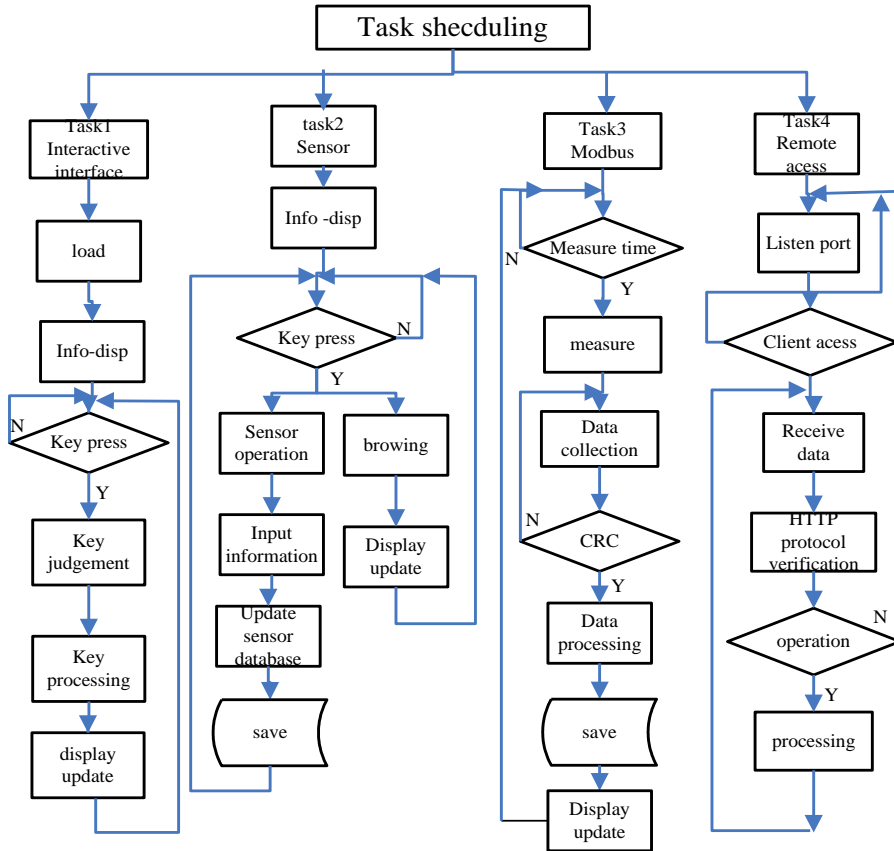 Task shecduling
Task1
Interactive
interface
load
Info-disp
N
Key press
Y
Key
judgement
Key
processing
display
update
task2
Sensor
Info -disp
Key press
N
Y
Sensor
operation
browing
Input
information
Display
update
Update
sensor
database
save
Task3
Modbus
Measure time
N
Y
measure
Data
collection
N
CRC
Y
Data
processing
save
Display
update
Task4
Remote
acess
Listen port
Client acess
Receive
data
HTTP
protocol
verification
N
operation
Y
processing